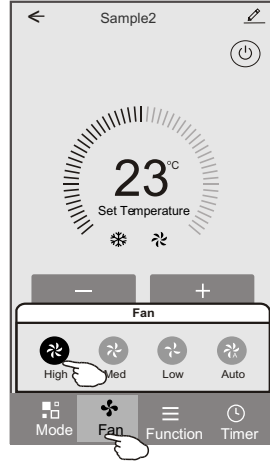 Sample2
23°C
Set Temperature
− +
Fan
High Med Low Auto
Mode Fan Function Timer